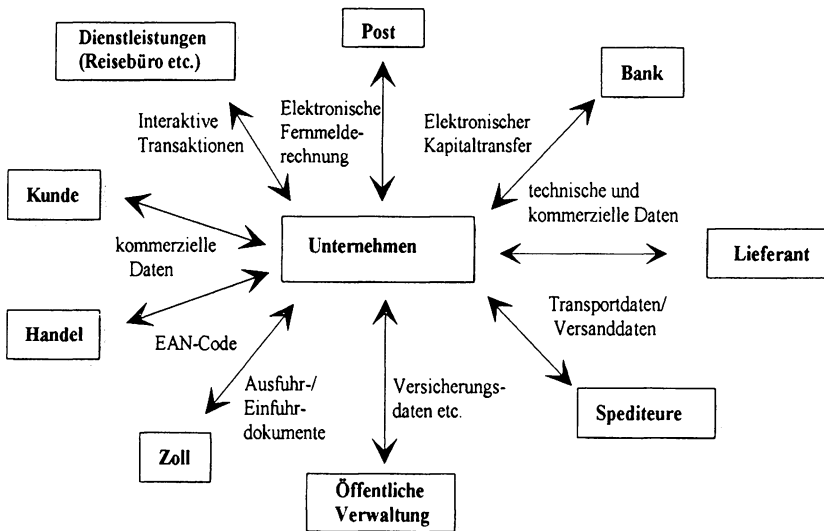 Dienstleistungen
(Reisebüro etc.)
Post
Bank
Interaktive
Transaktionen
Elektronische
Fernmelde-
rechnung
Elektronischer
Kapitaltransfer
Kunde
technische und
kommerzielle Daten
kommerzielle
Daten
Unternehmen
Lieferant
Handel
EAN-Code
Transportdaten/
Versanddaten
Ausfuhr-/
Einfuhr-
dokumente
Versicherungs-
daten etc.
Spediteure
Zoll
Öffentliche
Verwaltung